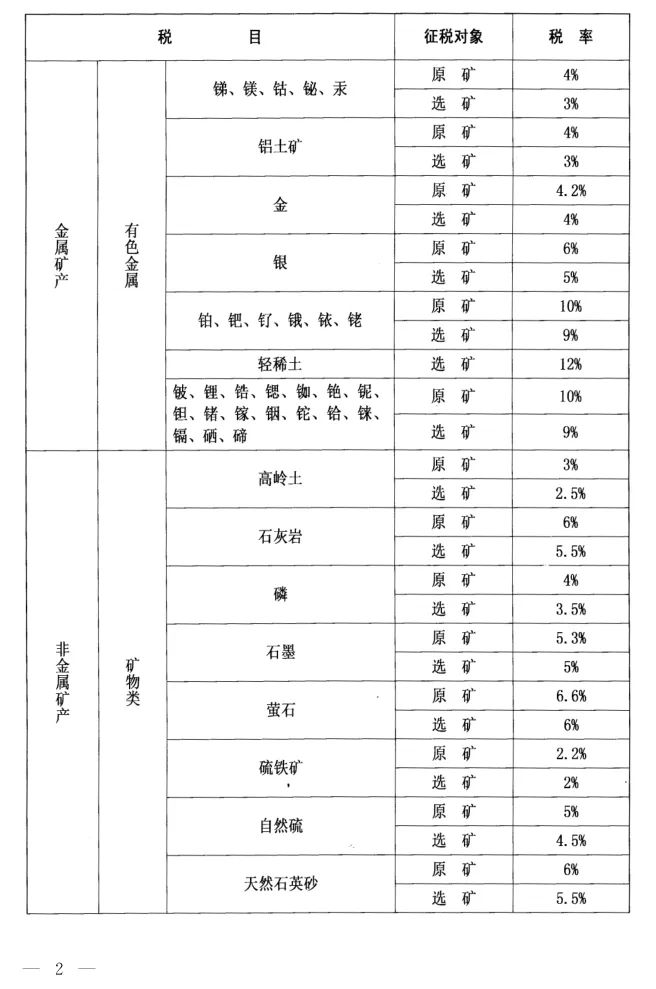 税 目 征税对象 税 率
金属矿产 有色金属 锑、镁、钴、铋、汞 原 矿 4%
选 矿 3%
铝土矿 原 矿 4%
选 矿 3%
金 原 矿 4.2%
选 矿 4%
银 原 矿 6%
选 矿 5%
铂、钯、钌、锇、铱、铑 原 矿 10%
选 矿 9%
轻稀土 选 矿 12%
铍、锂、锆、锶、铷、铯、铌、
钽、锗、镓、铟、铊、铪、铼、
镉、硒、碲
原 矿 10%
选 矿 9%
非金属矿产 矿物类 高岭土 原 矿 3%
选 矿 2.5%
石灰岩 原 矿 6%
选 矿 5.5%
磷 原 矿 4%
选 矿 3.5%
石墨 原 矿 5.3%
选 矿 5%
萤石 原 矿 6.6%
选 矿 6%
硫铁矿 原 矿 2.2%
选 矿 2%
自然硫 原 矿 5%
选 矿 4.5%
天然石英砂 原 矿 6%
选 矿 5.5%
— 2 —